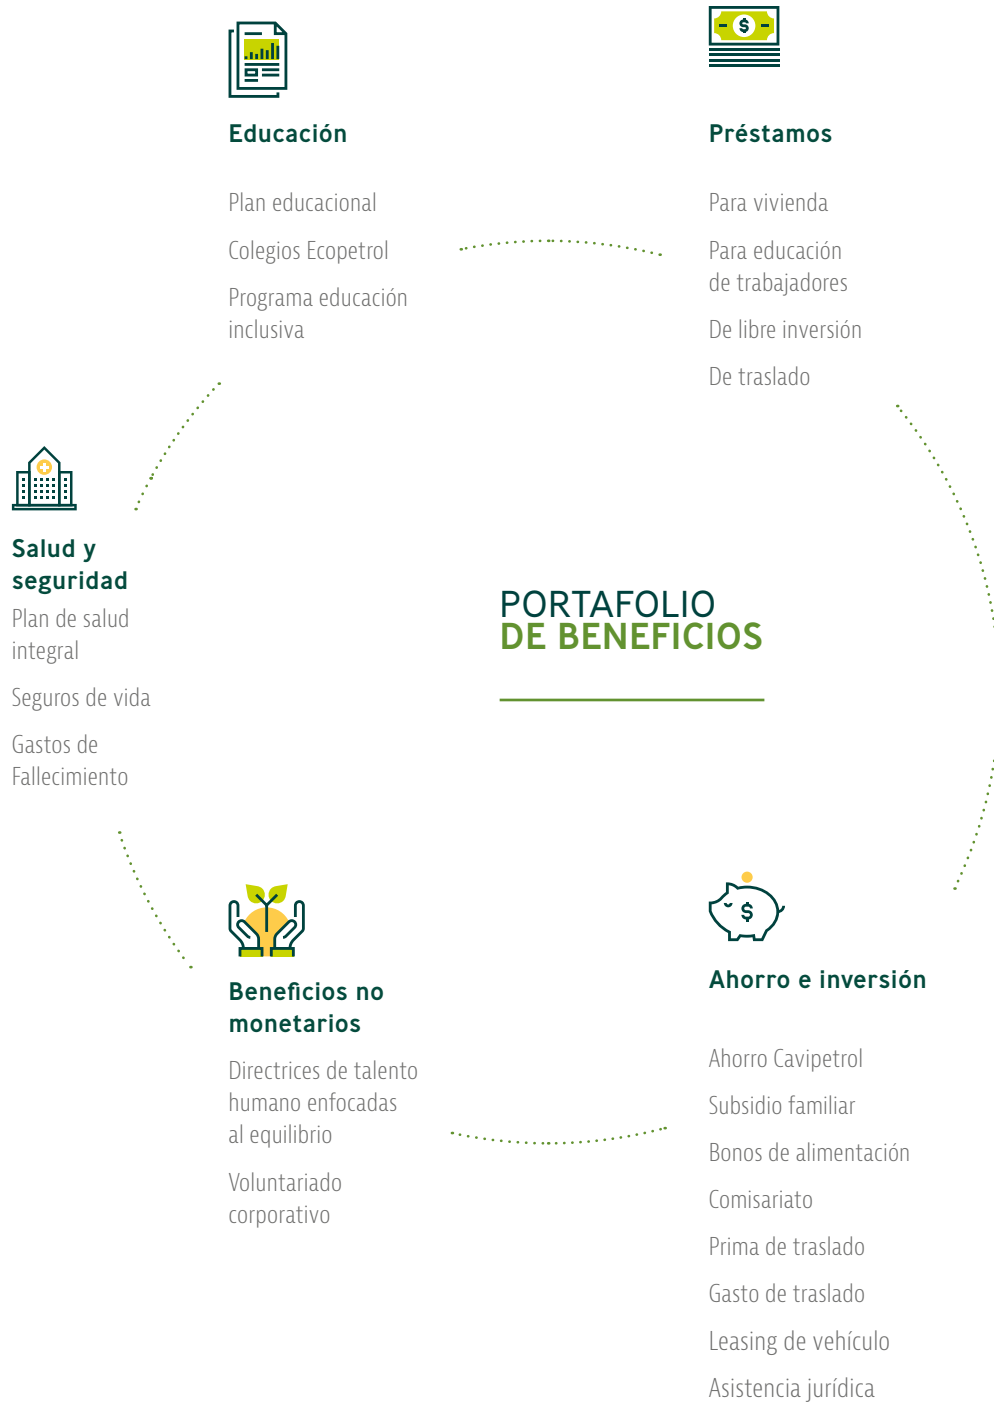 Educación
Plan educacional
Colegios Ecopetrol
Programa educación
inclusiva
Préstamos
Para vivienda
Para educación
de trabajadores
De libre inversión
De traslado
Salud y
seguridad
Plan de salud
integral
Seguros de vida
Gastos de
Fallecimiento
PORTAFOLIO
DE BENEFICIOS
Beneficios no
monetarios
Directrices de talento
humano enfocadas
al equilibrio
Voluntariado
corporativo
Ahorro e inversión
Ahorro Cavipetrol
Subsidio familiar
Bonos de alimentación
Comisariato
Prima de traslado
Gasto de traslado
Leasing de vehículo
Asistencia jurídica